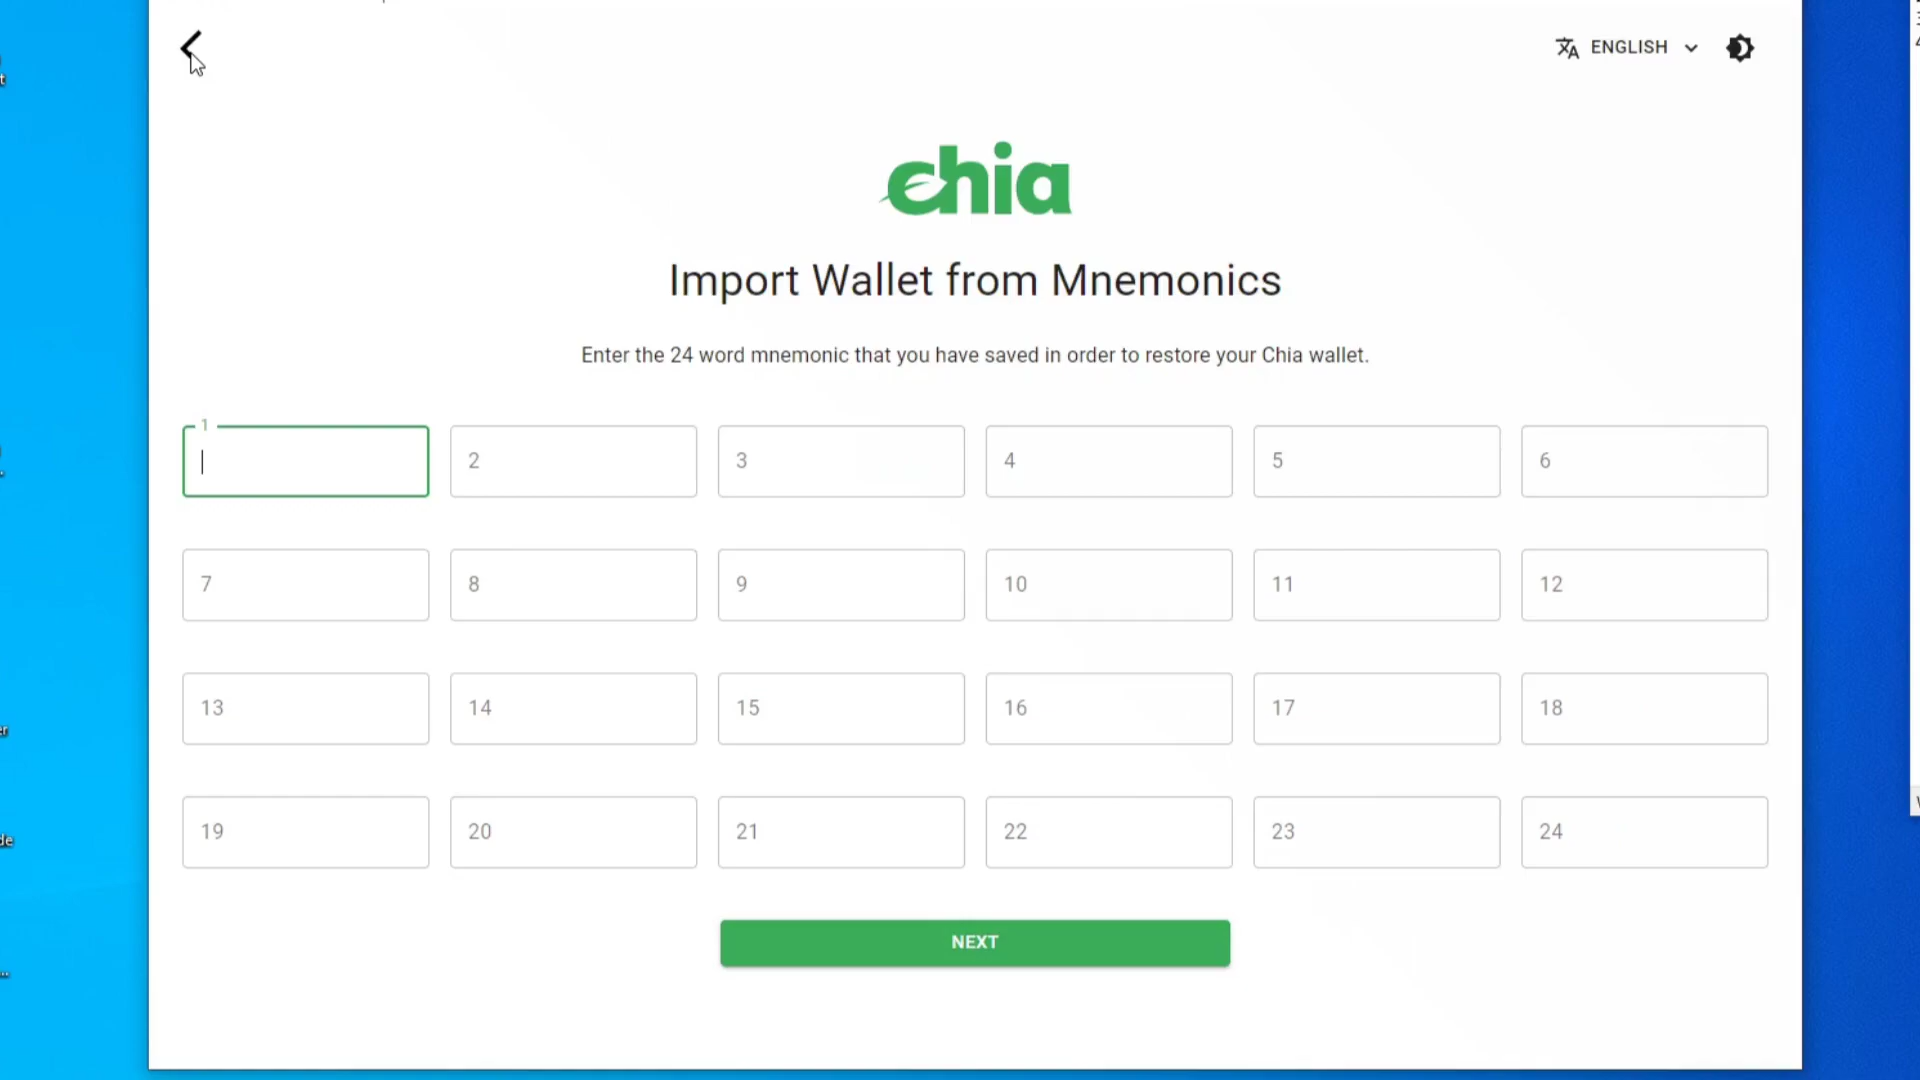 ENGLISH
chia
Import Wallet from Mnemonics
Enter the 24 word mnemonic that you have saved in order to restore your Chia wallet.
1 2 3 4 5 6
7 8 9 10 11 12
13 14 15 16 17 18
19 20 21 22 23 24
NEXT